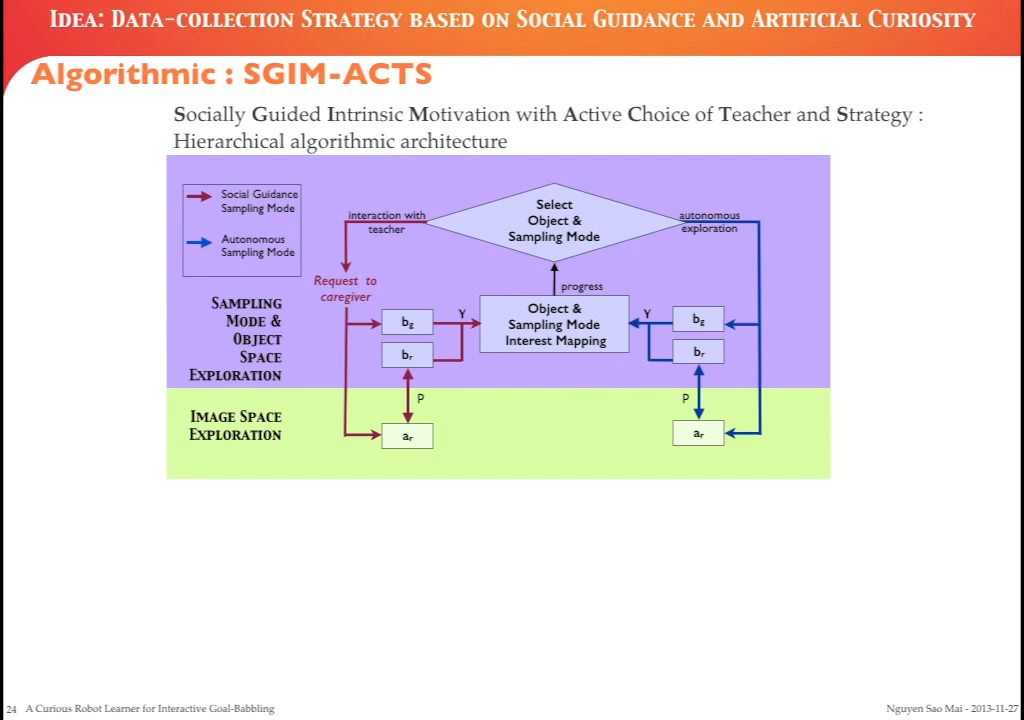 Idea: Data-collection Strategy based on Social Guidance and Artificial Curiosity
Algorithmic : SGIM-ACTS
Socially Guided Intrinsic Motivation with Active Choice of Teacher and Strategy :
Hierarchical algorithmic architecture
Social Guidance
Sampling Mode
Autonomous
Sampling Mode
interaction with
teacher
Select
Object &
Sampling Mode
autonomous
exploration
Request to
caregiver
progress
Sampling
Mode &
Object
Space
Exploration
bg
br
Y
Object &
Sampling Mode
Interest Mapping
Y
bg
br
P
P
Image Space
Exploration
ar
ar
24 A Curious Robot Learner for Interactive Goal-Babbling
Nguyen Sao Mai - 2013-11-27